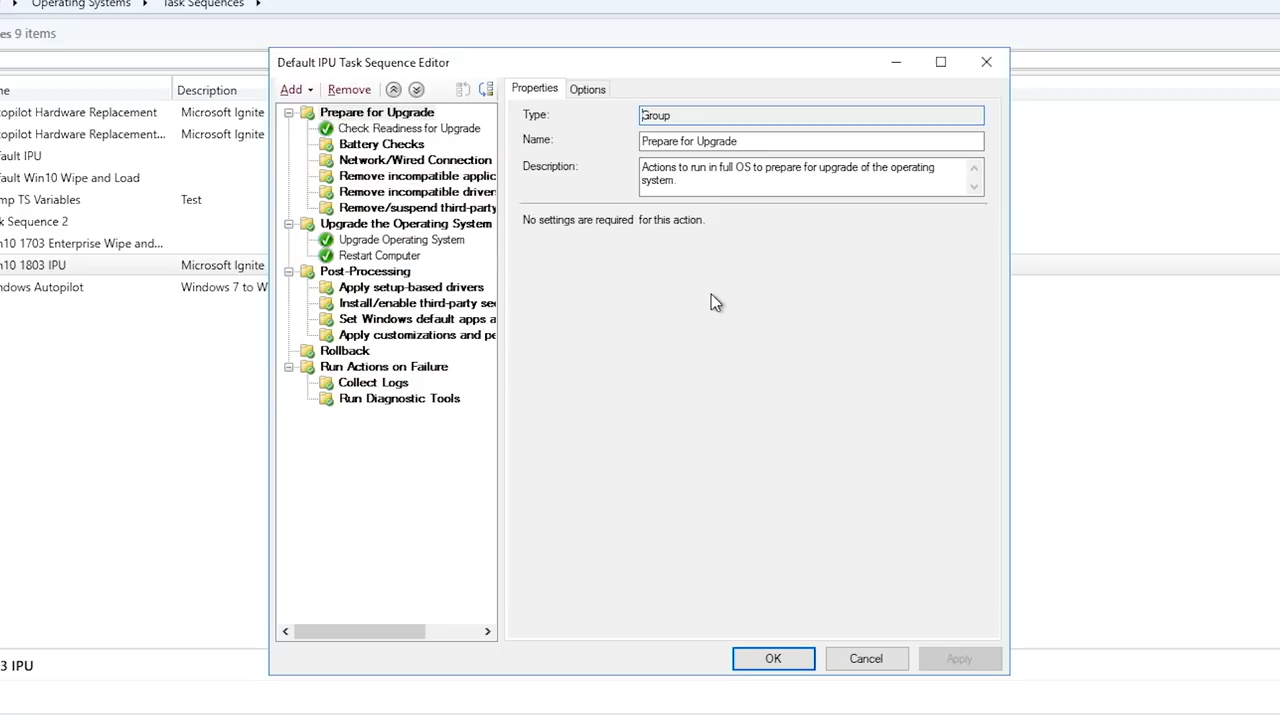 Operating Systems Task Sequences
es 9 items
Default IPU Task Sequence Editor
ne Description
topilot Hardware Replacement Microsoft Ignite
topilot Hardware Replacement... Microsoft Ignite
fault IPU
fault Win10 Wipe and Load
mp TS Variables Test
k Sequence 2
n10 1703 Enterprise Wipe and...
n10 1803 IPU Microsoft Ignite
ndows Autopilot Windows 7 to W
3 IPU
Add Remove
Prepare for Upgrade
Check Readiness for Upgrade
Battery Checks
Network/Wired Connection
Remove incompatible applic
Remove incompatible driver
Remove/suspend third-party
Upgrade the Operating System
Upgrade Operating System
Restart Computer
Post-Processing
Apply setup-based drivers
Install/enable third-party sec
Set Windows default apps a
Apply customizations and pe
Rollback
Run Actions on Failure
Collect Logs
Run Diagnostic Tools
Properties Options
Type: Group
Name: Prepare for Upgrade
Description: Actions to run in full OS to prepare for upgrade of the operating
system.
No settings are required for this action.
OK Cancel Apply